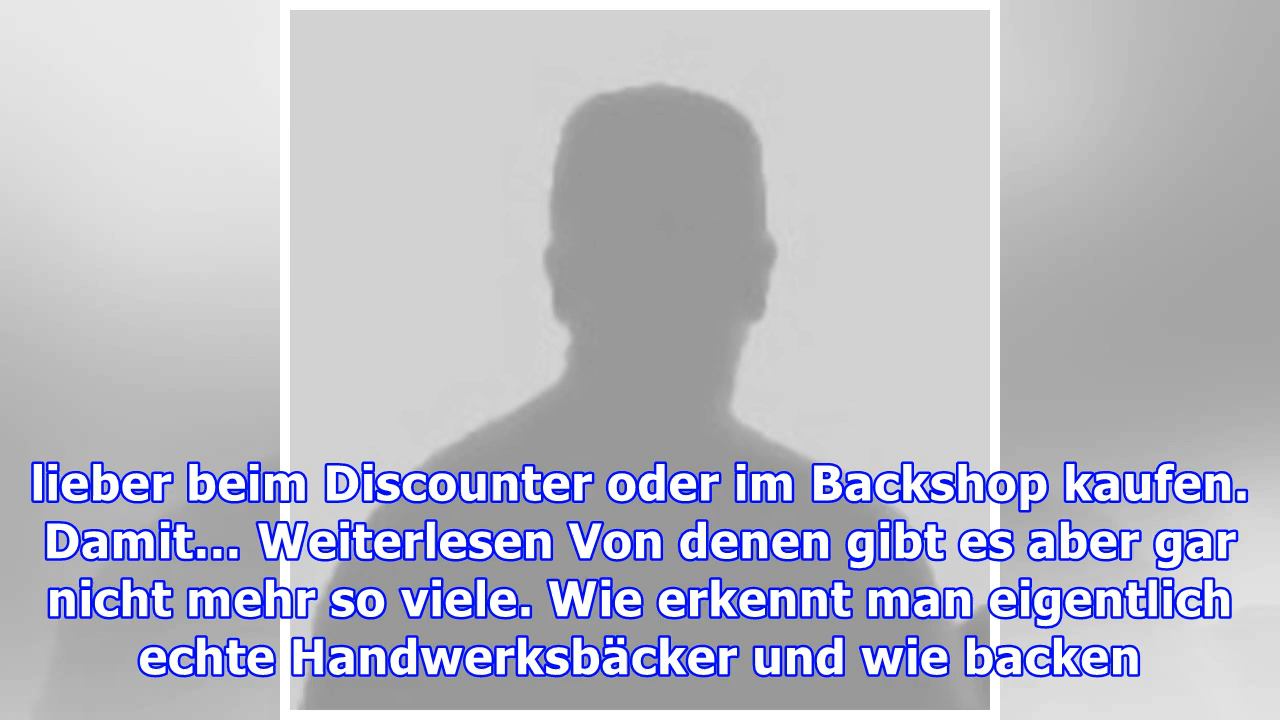 lieber beim Discounter oder im Backshop kaufen.
Damit... Weiterlesen Von denen gibt es aber gar
nicht mehr so viele. Wie erkennt man eigentlich
echte Handwerksbäcker und wie backen